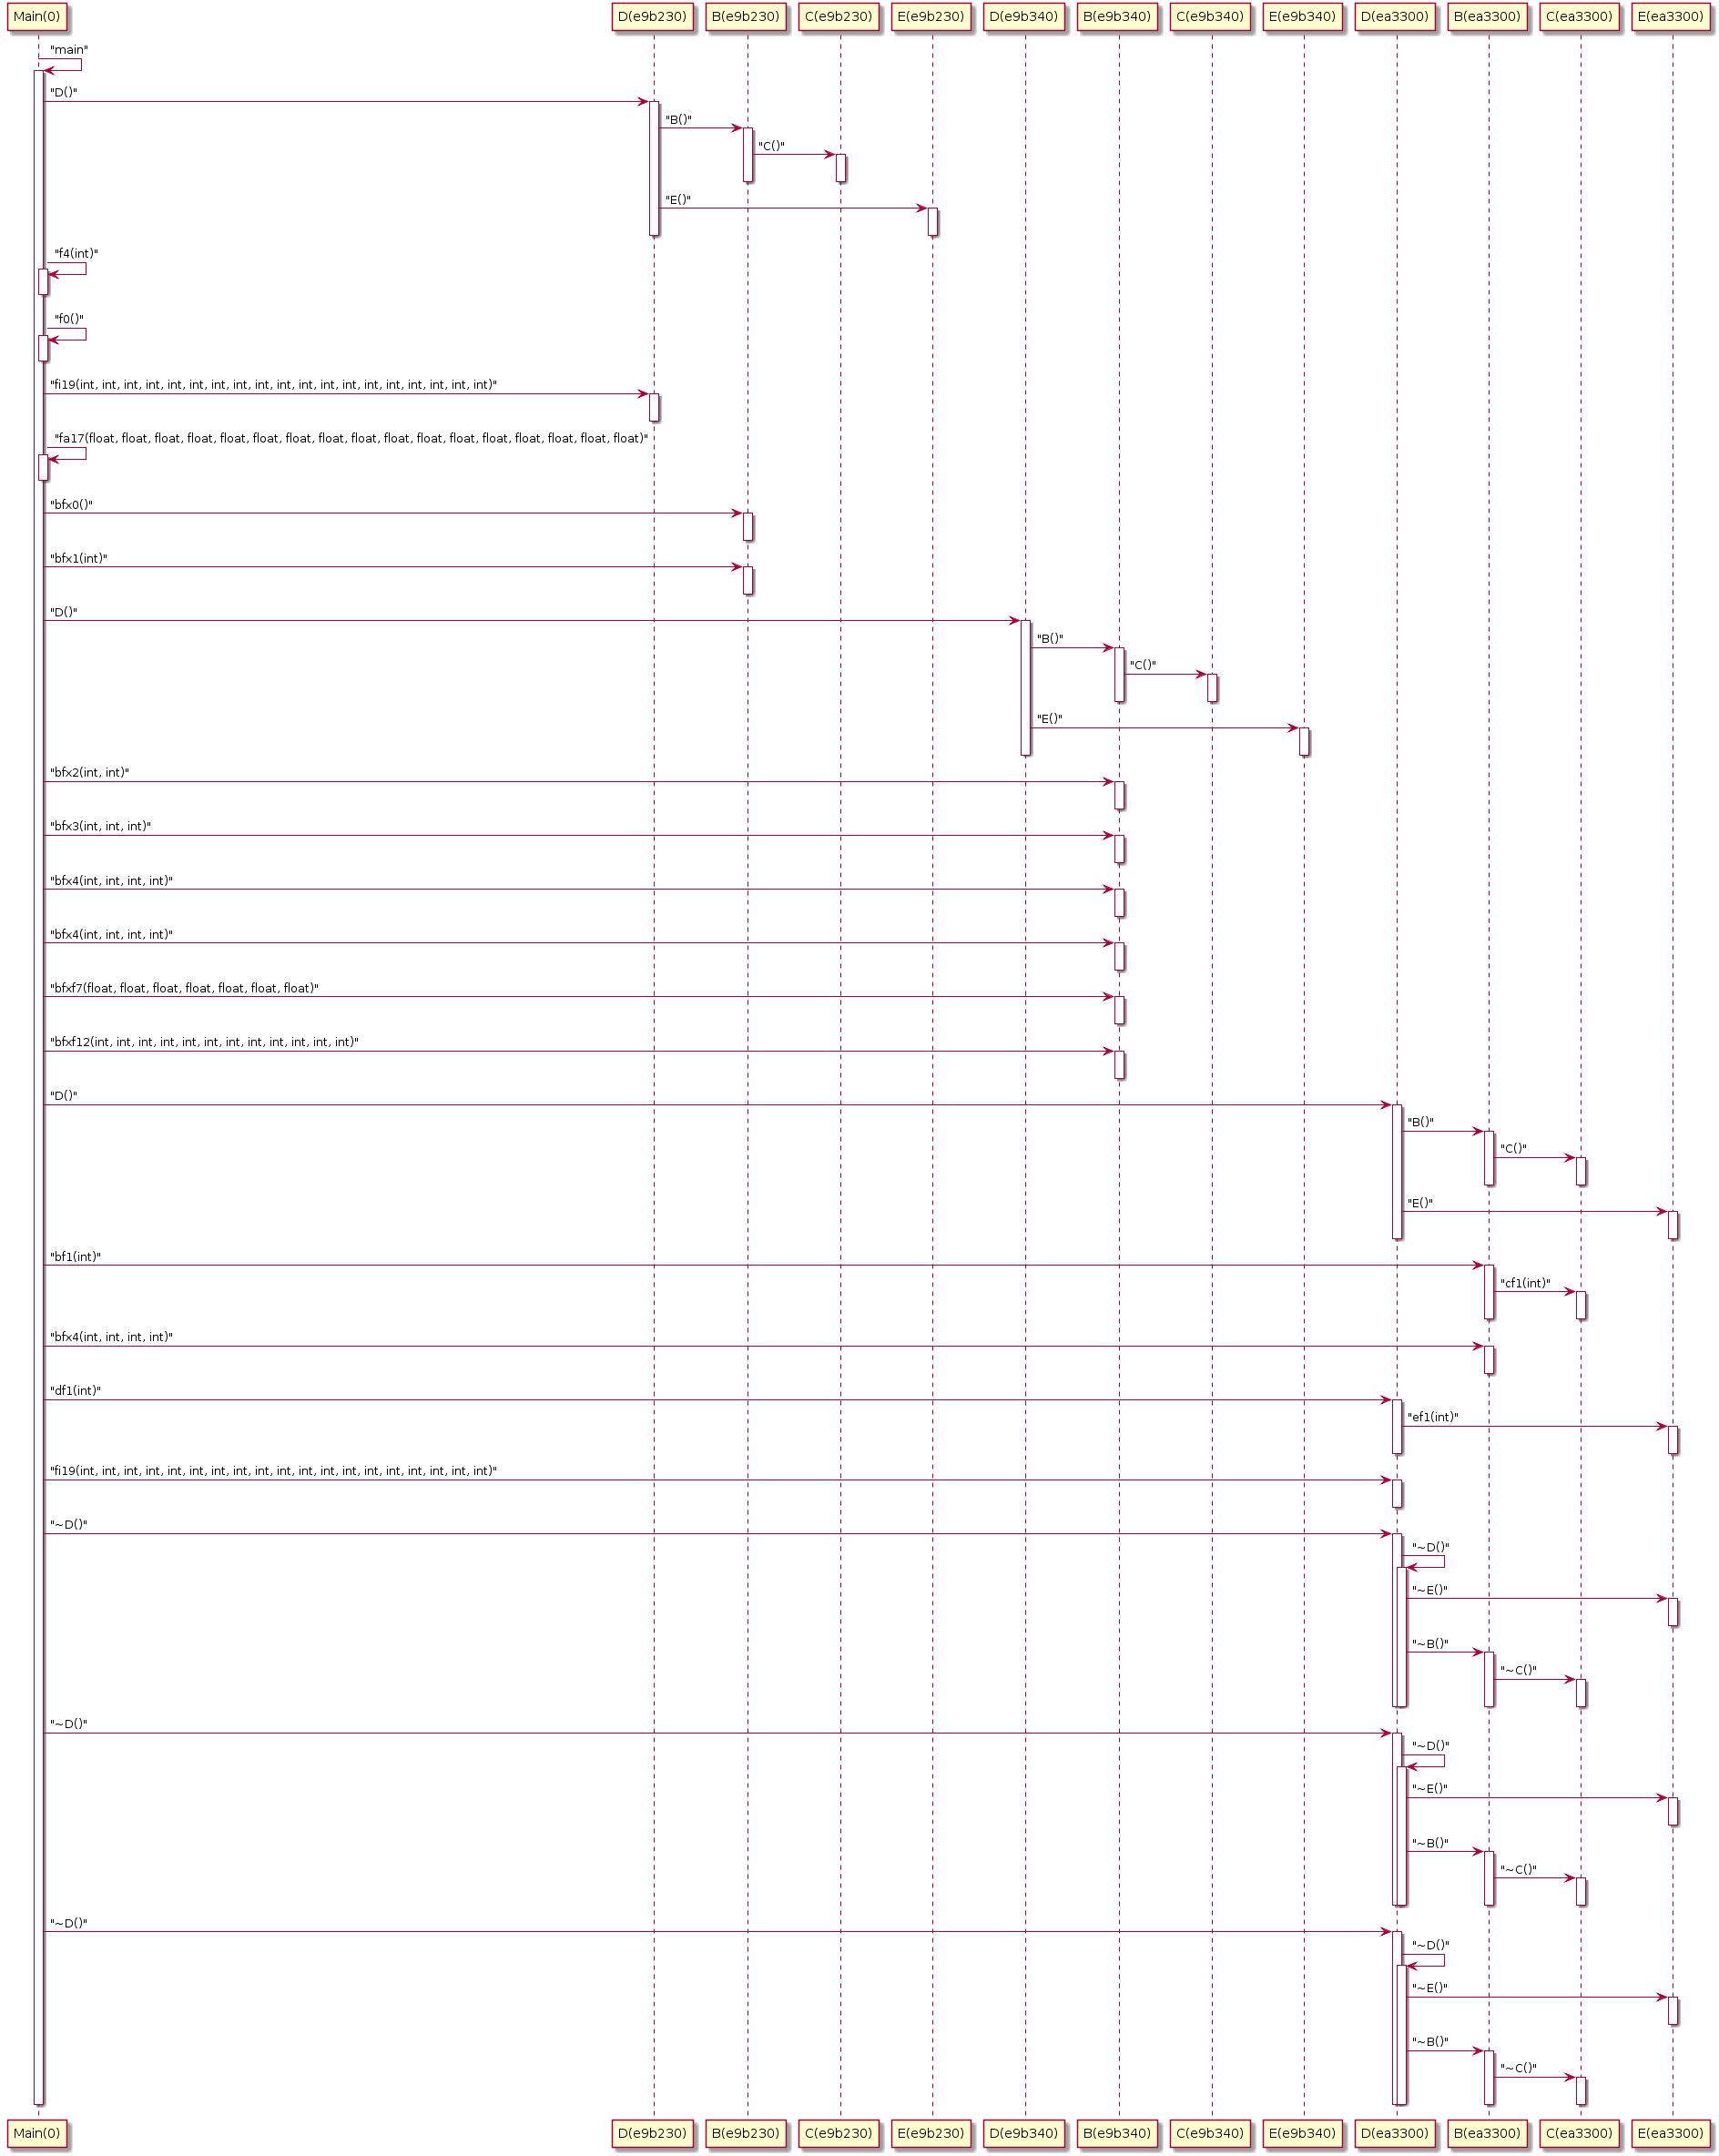 Main(0) D(e9b230) B(e9b230) C(e9b230) E(e9b230) D(e9b340) B(e9b340) C(e9b340) E(e9b340) D(ea3300) B(ea3300) C(ea3300) E(ea3300)
"main"
"D()"
"B()"
"C()"
"E()"
"f4(int)"
"f0()"
"fi19(int, int, int, int, int, int, int, int, int, int, int, int, int, int, int, int, int, int, int)"
"fa17(float, float, float, float, float, float, float, float, float, float, float, float, float, float, float, float, float)"
"bfx0()"
"bfx1(int)"
"D()"
"B()"
"C()"
"E()"
"bfx2(int, int)"
"bfx3(int, int, int)"
"bfx4(int, int, int, int)"
"bfx4(int, int, int, int)"
"bfxf7(float, float, float, float, float, float, float)"
"bfxf12(int, int, int, int, int, int, int, int, int, int, int, int)"
"D()"
"B()"
"C()"
"E()"
"bf1(int)"
"cf1(int)"
"bfx4(int, int, int, int)"
"df1(int)"
"ef1(int)"
"fi19(int, int, int, int, int, int, int, int, int, int, int, int, int, int, int, int, int, int, int)"
"~D()"
"~D()"
"~E()"
"~B()"
"~C()"
"~D()"
"~D()"
"~E()"
"~B()"
"~C()"
"~D()"
"~D()"
"~E()"
"~B()"
"~C()"
Main(0) D(e9b230) B(e9b230) C(e9b230) E(e9b230) D(e9b340) B(e9b340) C(e9b340) E(e9b340) D(ea3300) B(ea3300) C(ea3300) E(ea3300)